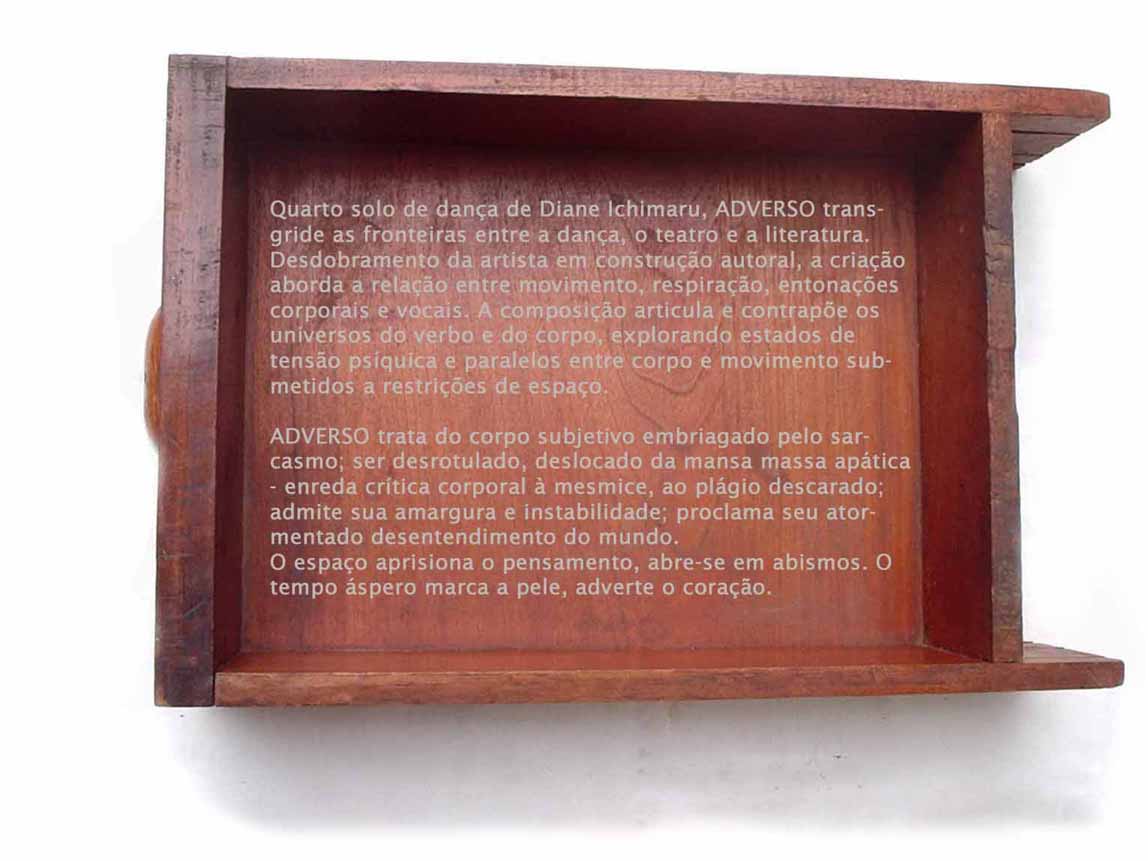 Quarto solo de dança de Diane Ichimaru, ADVERSO trans-
gride as fronteiras entre a dança, o teatro e a literatura.
Desdobramento da artista em construção autoral, a criação
aborda a relação entre movimento, respiração, entonações
corporais e vocais. A composição articula e contrapõe os
universos do verbo e do corpo, explorando estados de
tensão psíquica e paralelos entre corpo e movimento sub-
metidos a restrições de espaço.
ADVERSO trata do corpo subjetivo embriagado pelo sar-
casmo; ser desrotulado, deslocado da mansa massa apática
- enreda crítica corporal à mesmice, ao plágio descarado;
admite sua amargura e instabilidade; proclama seu ator-
mentado desentendimento do mundo.
O espaço aprisiona o pensamento, abre-se em abismos. O
tempo áspero marca a pele, adverte o coração.